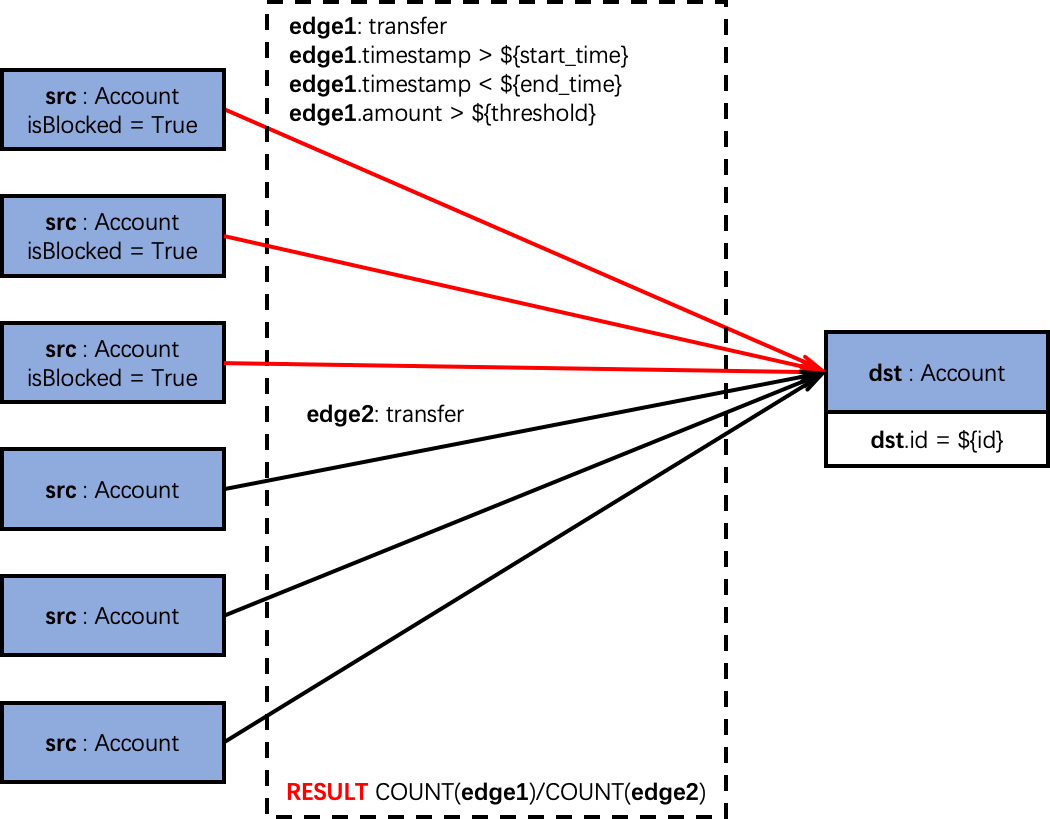 edge1: transfer
edge1.timestamp > ${start_time}
edge1.timestamp < ${end_time}
edge1.amount > ${threshold}
src : Account
isBlocked = True
src : Account
isBlocked = True
src : Account
isBlocked = True
dst : Account
dst.id = ${id}
edge2: transfer
src : Account
src : Account
src : Account
RESULT COUNT(edge1)/COUNT(edge2)